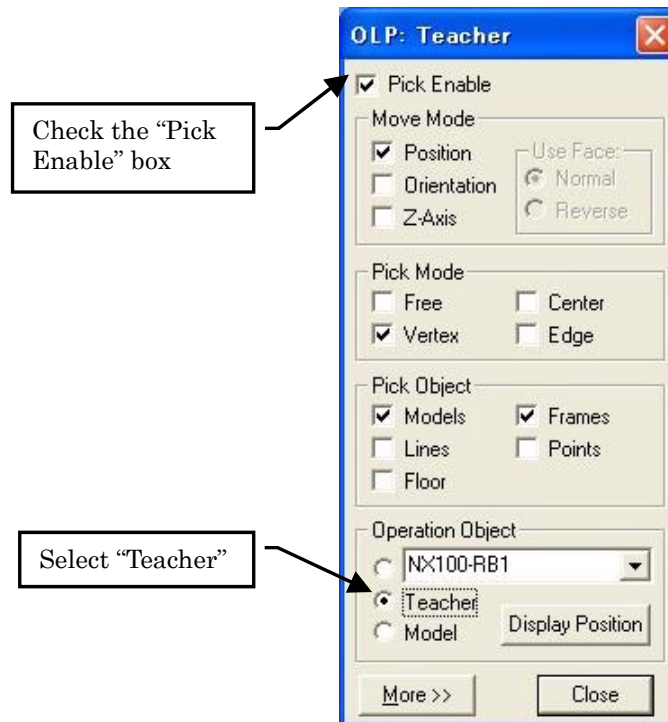 OLP: Teacher
Pick Enable
Check the “Pick
Enable” box
Move Mode
Position
Orientation
Z-Axis
Use Face:
Normal
Reverse
Pick Mode
Free
Center
Vertex
Edge
Pick Object
Models
Frames
Lines
Points
Floor
Operation Object
Select “Teacher”
NX100-RB1
Teacher
Model
Display Position
More >>
Close